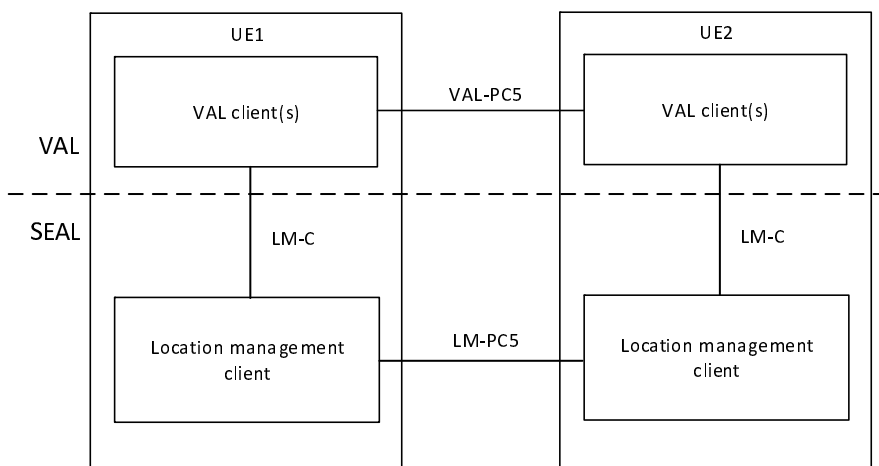 UE1
UE2
VAL client(s)
VAL-PC5
VAL client(s)
VAL
SEAL
LM-C
LM-C
Location management
client
LM-PC5
Location management
client